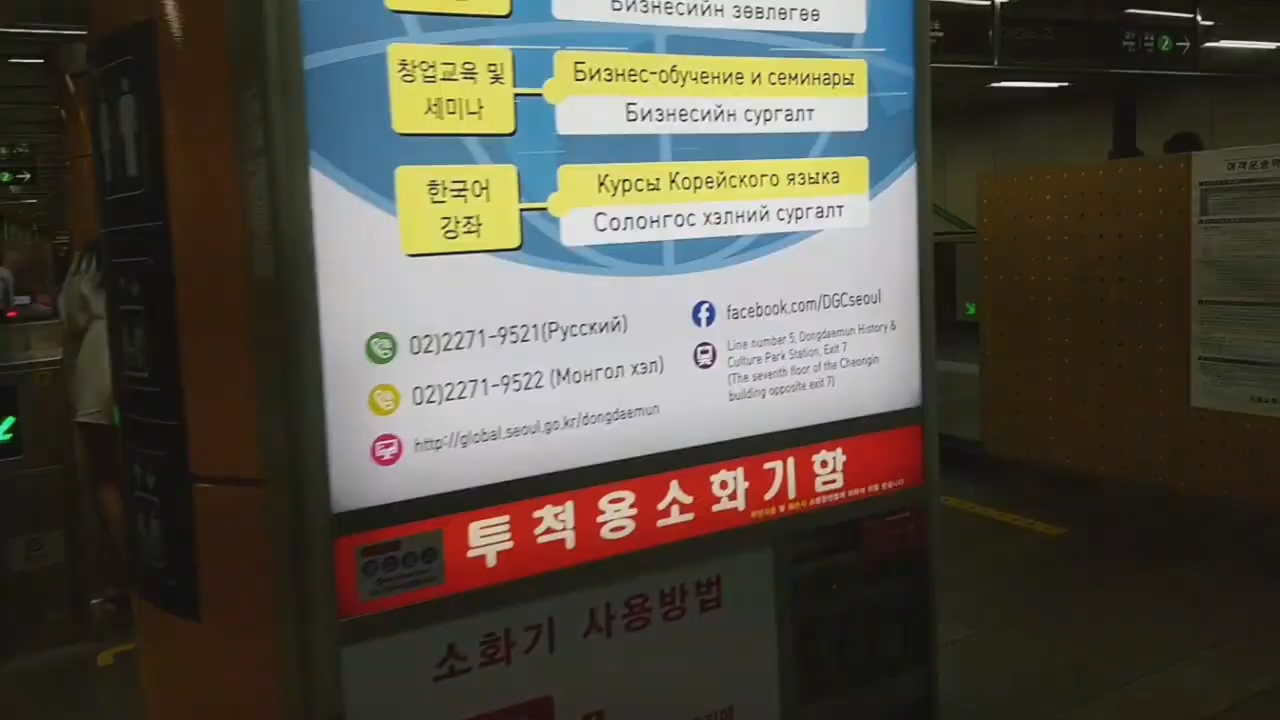 Бизнесийн зөвлөгөө
창업교육 및
세미나
Бизнес-обучение и семинары
Бизнесийн сургалт
한국어
강좌
Курсы Корейского языка
Солонгос хэлний сургалт
02)2271-9521(Русский)
02)2271-9522 (Монгол хэл)
http://global.seoul.go.kr/dongdaemun
facebook.com/DGCseoul
Line number 5, Dongdaemun History &
Culture Park Station, Exit 7
(The seventh floor of the Cheongin
building opposite exit 7)
투척용소화기함
소화기 사용방법
2
2